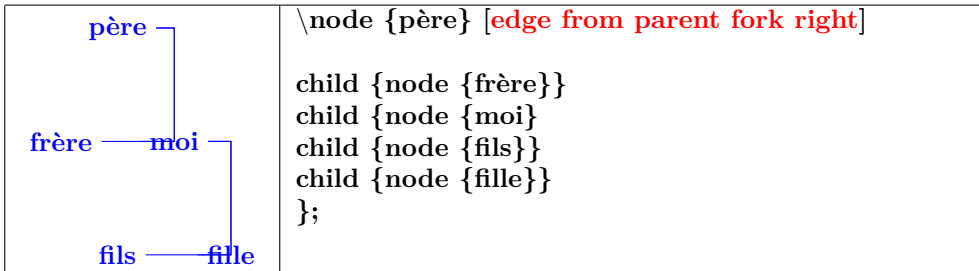 père
frère moi
fils fille
\node {père} [edge from parent fork right]
child {node {frère}}
child {node {moi}
child {node {fils}}
child {node {fille}}
};